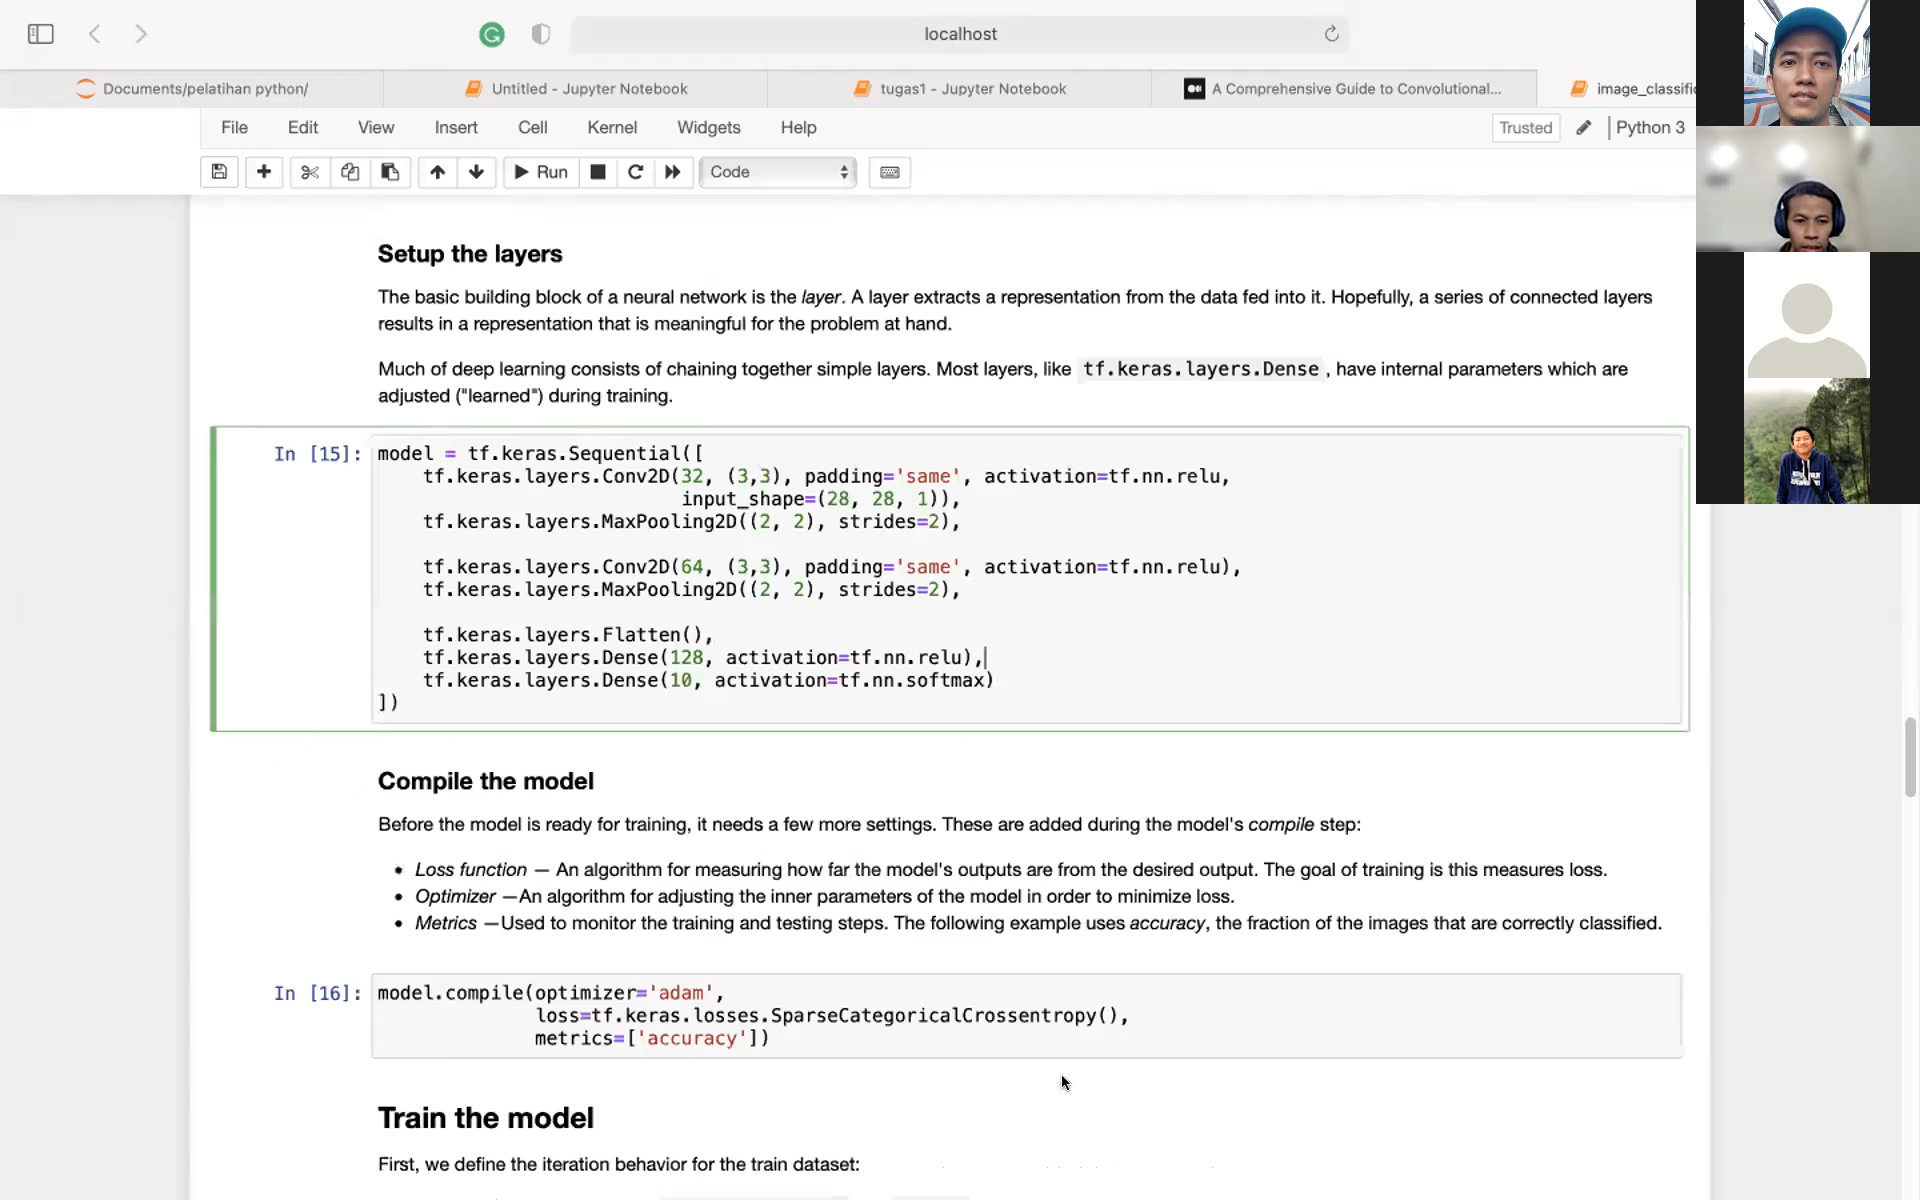 localhost
Documents/pelatihan python/
Untitled - Jupyter Notebook
tugas1 - Jupyter Notebook
A Comprehensive Guide to Convolutional...
image_classific
File Edit View Insert Cell Kernel Widgets Help
Trusted
Python 3
Run
Code
Setup the layers
The basic building block of a neural network is the layer. A layer extracts a representation from the data fed into it. Hopefully, a series of connected layers
results in a representation that is meaningful for the problem at hand.
Much of deep learning consists of chaining together simple layers. Most layers, like tf.keras.layers.Dense , have internal parameters which are
adjusted ("learned") during training.
In [15]: model = tf.keras.Sequential([
tf.keras.layers.Conv2D(32, (3,3), padding='same', activation=tf.nn.relu,
input_shape=(28, 28, 1)),
tf.keras.layers.MaxPooling2D((2, 2), strides=2),
tf.keras.layers.Conv2D(64, (3,3), padding='same', activation=tf.nn.relu),
tf.keras.layers.MaxPooling2D((2, 2), strides=2),
tf.keras.layers.Flatten(),
tf.keras.layers.Dense(128, activation=tf.nn.relu),
tf.keras.layers.Dense(10, activation=tf.nn.softmax)
])
Compile the model
Before the model is ready for training, it needs a few more settings. These are added during the model's compile step:
• Loss function — An algorithm for measuring how far the model's outputs are from the desired output. The goal of training is this measures loss.
• Optimizer —An algorithm for adjusting the inner parameters of the model in order to minimize loss.
• Metrics —Used to monitor the training and testing steps. The following example uses accuracy, the fraction of the images that are correctly classified.
In [16]: model.compile(optimizer='adam',
loss=tf.keras.losses.SparseCategoricalCrossentropy(),
metrics=['accuracy'])
Train the model
First, we define the iteration behavior for the train dataset: